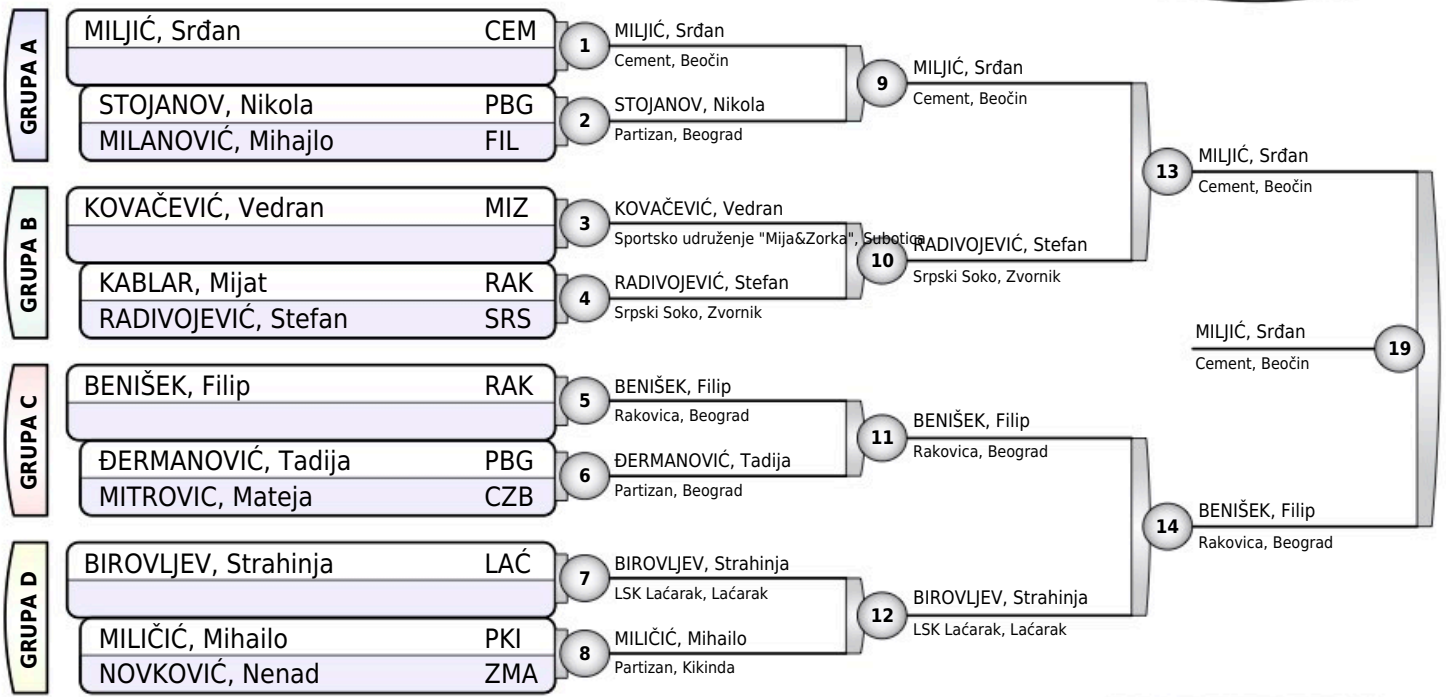 GRUPA A
MILJIĆ, Srđan CEM
STOJANOV, Nikola PBG
MILANOVIĆ, Mihajlo FIL
GRUPA B
KOVAČEVIĆ, Vedran MIZ
KABLAR, Mijat RAK
RADIVOJEVIĆ, Stefan SRS
GRUPA C
BENIŠEK, Filip RAK
ĐERMANOVIĆ, Tadija PBG
MITROVIC, Mateja CZB
GRUPA D
BIROVLJEV, Strahinja LAĆ
MILIČIĆ, Mihailo PKI
NOVKOVIĆ, Nenad ZMA
1
MILJIĆ, Srđan
Cement, Beočin
2
STOJANOV, Nikola
Partizan, Beograd
3
KOVAČEVIĆ, Vedran
Sportsko udruženje "Mija&Zorka", Subotica
4
RADIVOJEVIĆ, Stefan
Srpski Soko, Zvornik
5
BENIŠEK, Filip
Rakovica, Beograd
6
ĐERMANOVIĆ, Tadija
Partizan, Beograd
7
BIROVLJEV, Strahinja
LSK Laćarak, Laćarak
8
MILIČIĆ, Mihailo
Partizan, Kikinda
9
MILJIĆ, Srđan
Cement, Beočin
10
RADIVOJEVIĆ, Stefan
Srpski Soko, Zvornik
11
BENIŠEK, Filip
Rakovica, Beograd
12
BIROVLJEV, Strahinja
LSK Laćarak, Laćarak
13
MILJIĆ, Srđan
Cement, Beočin
14
BENIŠEK, Filip
Rakovica, Beograd
MILJIĆ, Srđan
Cement, Beočin
19